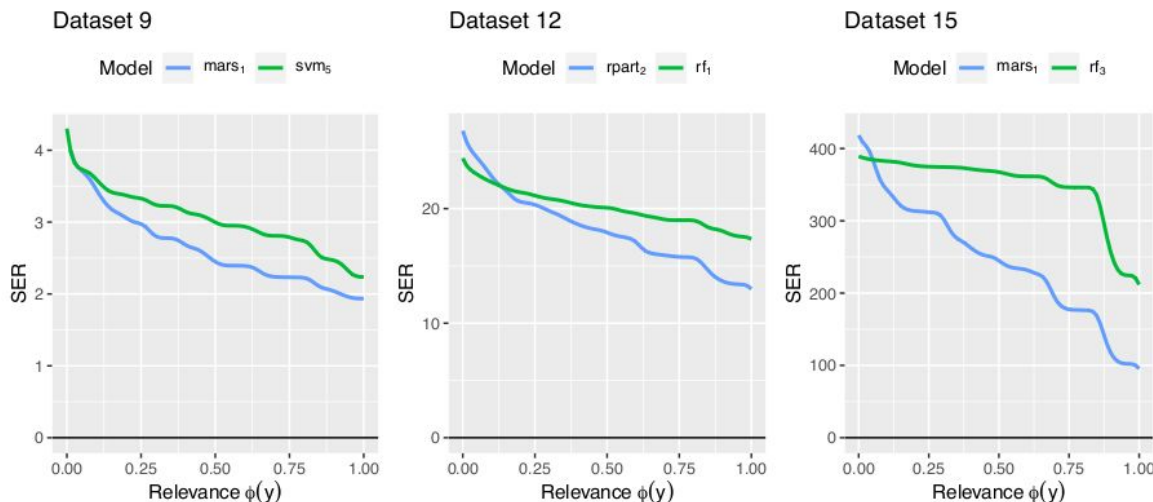 Dataset 9
Model mars1 svm5
SER
4
3
2
1
0
0.00 0.25 0.50 0.75 1.00
Relevance ϕ(y)
Dataset 12
Model rpart2 rf1
SER
20
10
0
0.00 0.25 0.50 0.75 1.00
Relevance ϕ(y)
Dataset 15
Model mars1 rf3
SER
400
300
200
100
0
0.00 0.25 0.50 0.75 1.00
Relevance ϕ(y)